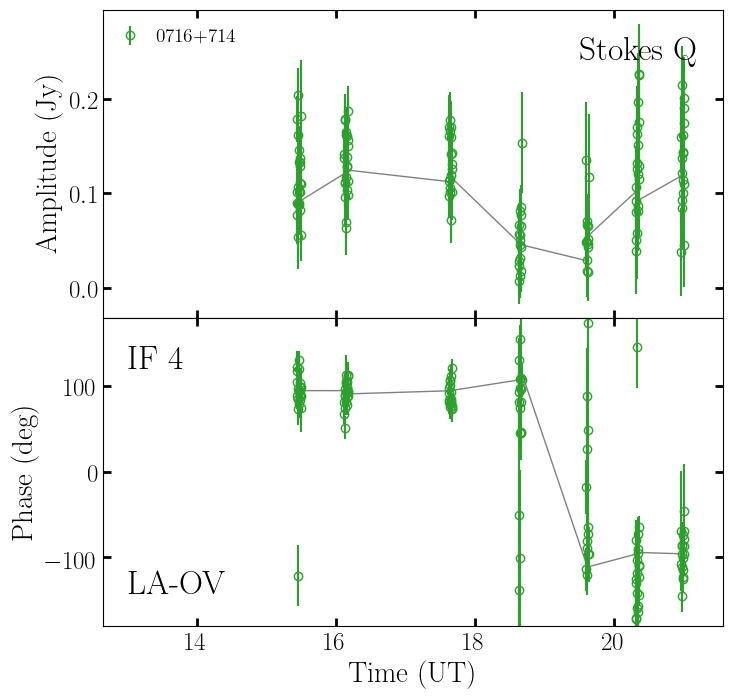 0716+714
Stokes Q
Amplitude (Jy)
0.2
0.1
0.0
IF 4
LA-OV
Phase (deg)
100
0
−100
14 16 18 20
Time (UT)